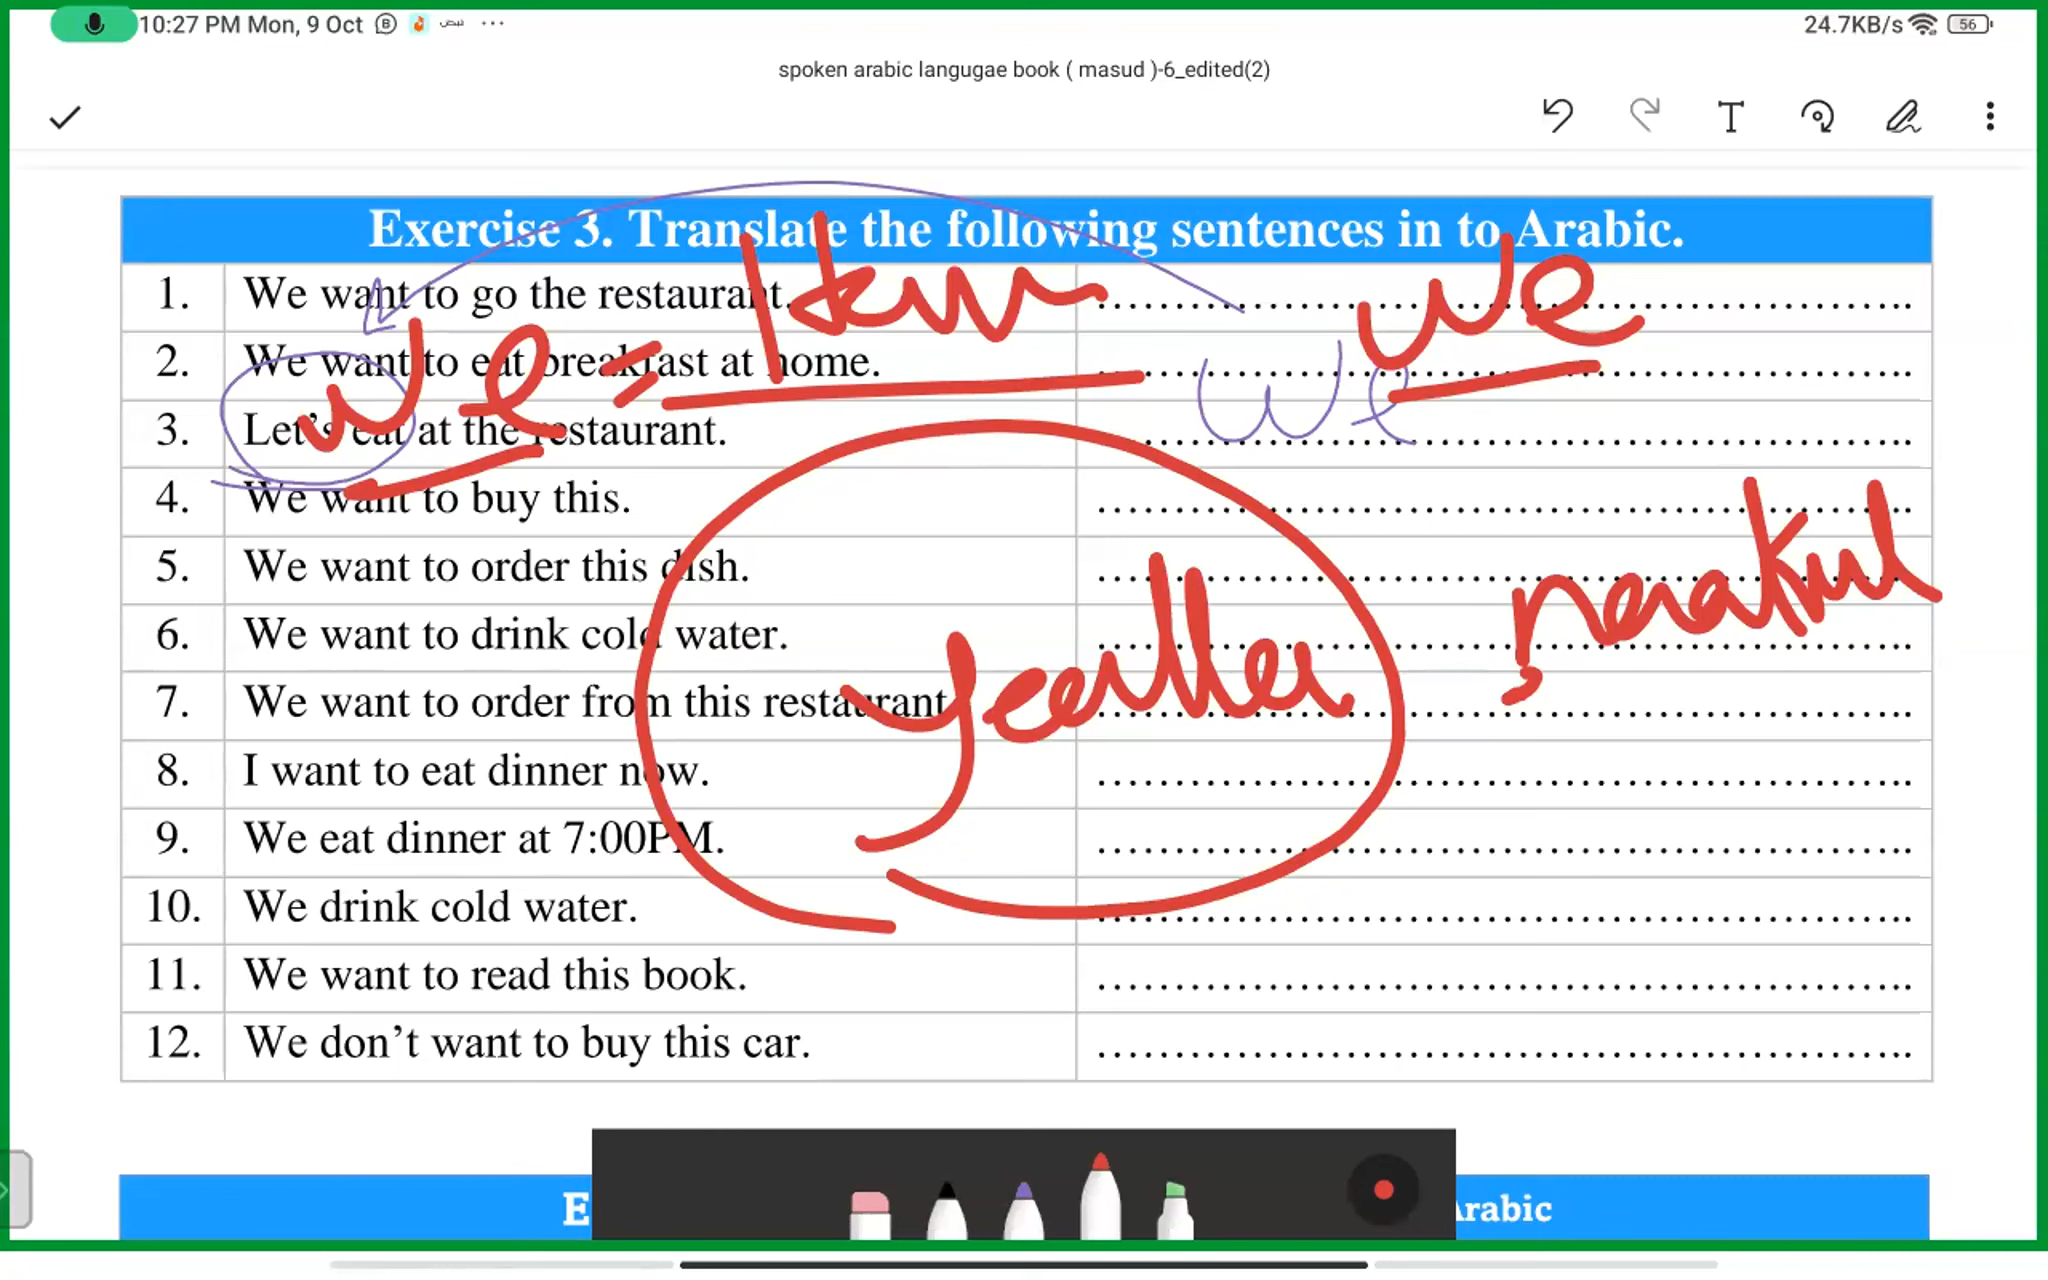 10:27 PM Mon, 9 Oct
نبض
24.7KB/s
56
spoken arabic langugae book ( masud )-6_edited(2)
T
Exercise 3. Translate the following sentences in to Arabic.
1. We want to go the restaurant. ......................................................
2. We want to eat breakfast at home. ......................................................
3. Let's eat at the restaurant. ......................................................
4. We want to buy this. ......................................................
5. We want to order this dish. ......................................................
6. We want to drink cold water. ......................................................
7. We want to order from this restaurant ......................................................
8. I want to eat dinner now. ......................................................
9. We eat dinner at 7:00PM. ......................................................
10. We drink cold water. ......................................................
11. We want to read this book. ......................................................
12. We don't want to buy this car. ......................................................
We =
We
We
E
Arabic